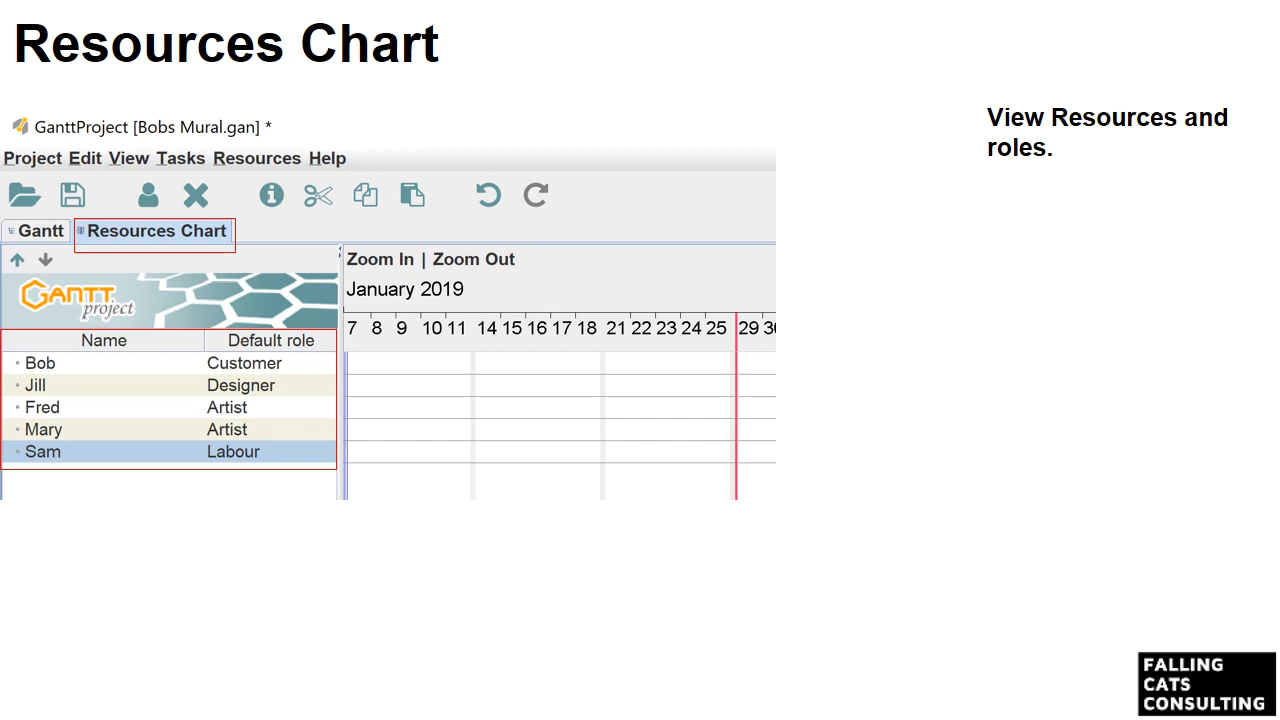 Resources Chart
GanttProject [Bobs Mural.gan] *
Project Edit View Tasks Resources Help
Gantt Resources Chart
Zoom In | Zoom Out
January 2019
GANTT
project
7 8 9 10 11 14 15 16 17 18 21 22 23 24 25 29 30
Name Default role
Bob Customer
Jill Designer
Fred Artist
Mary Artist
Sam Labour
View Resources and
roles.
FALLING
CATS
CONSULTING